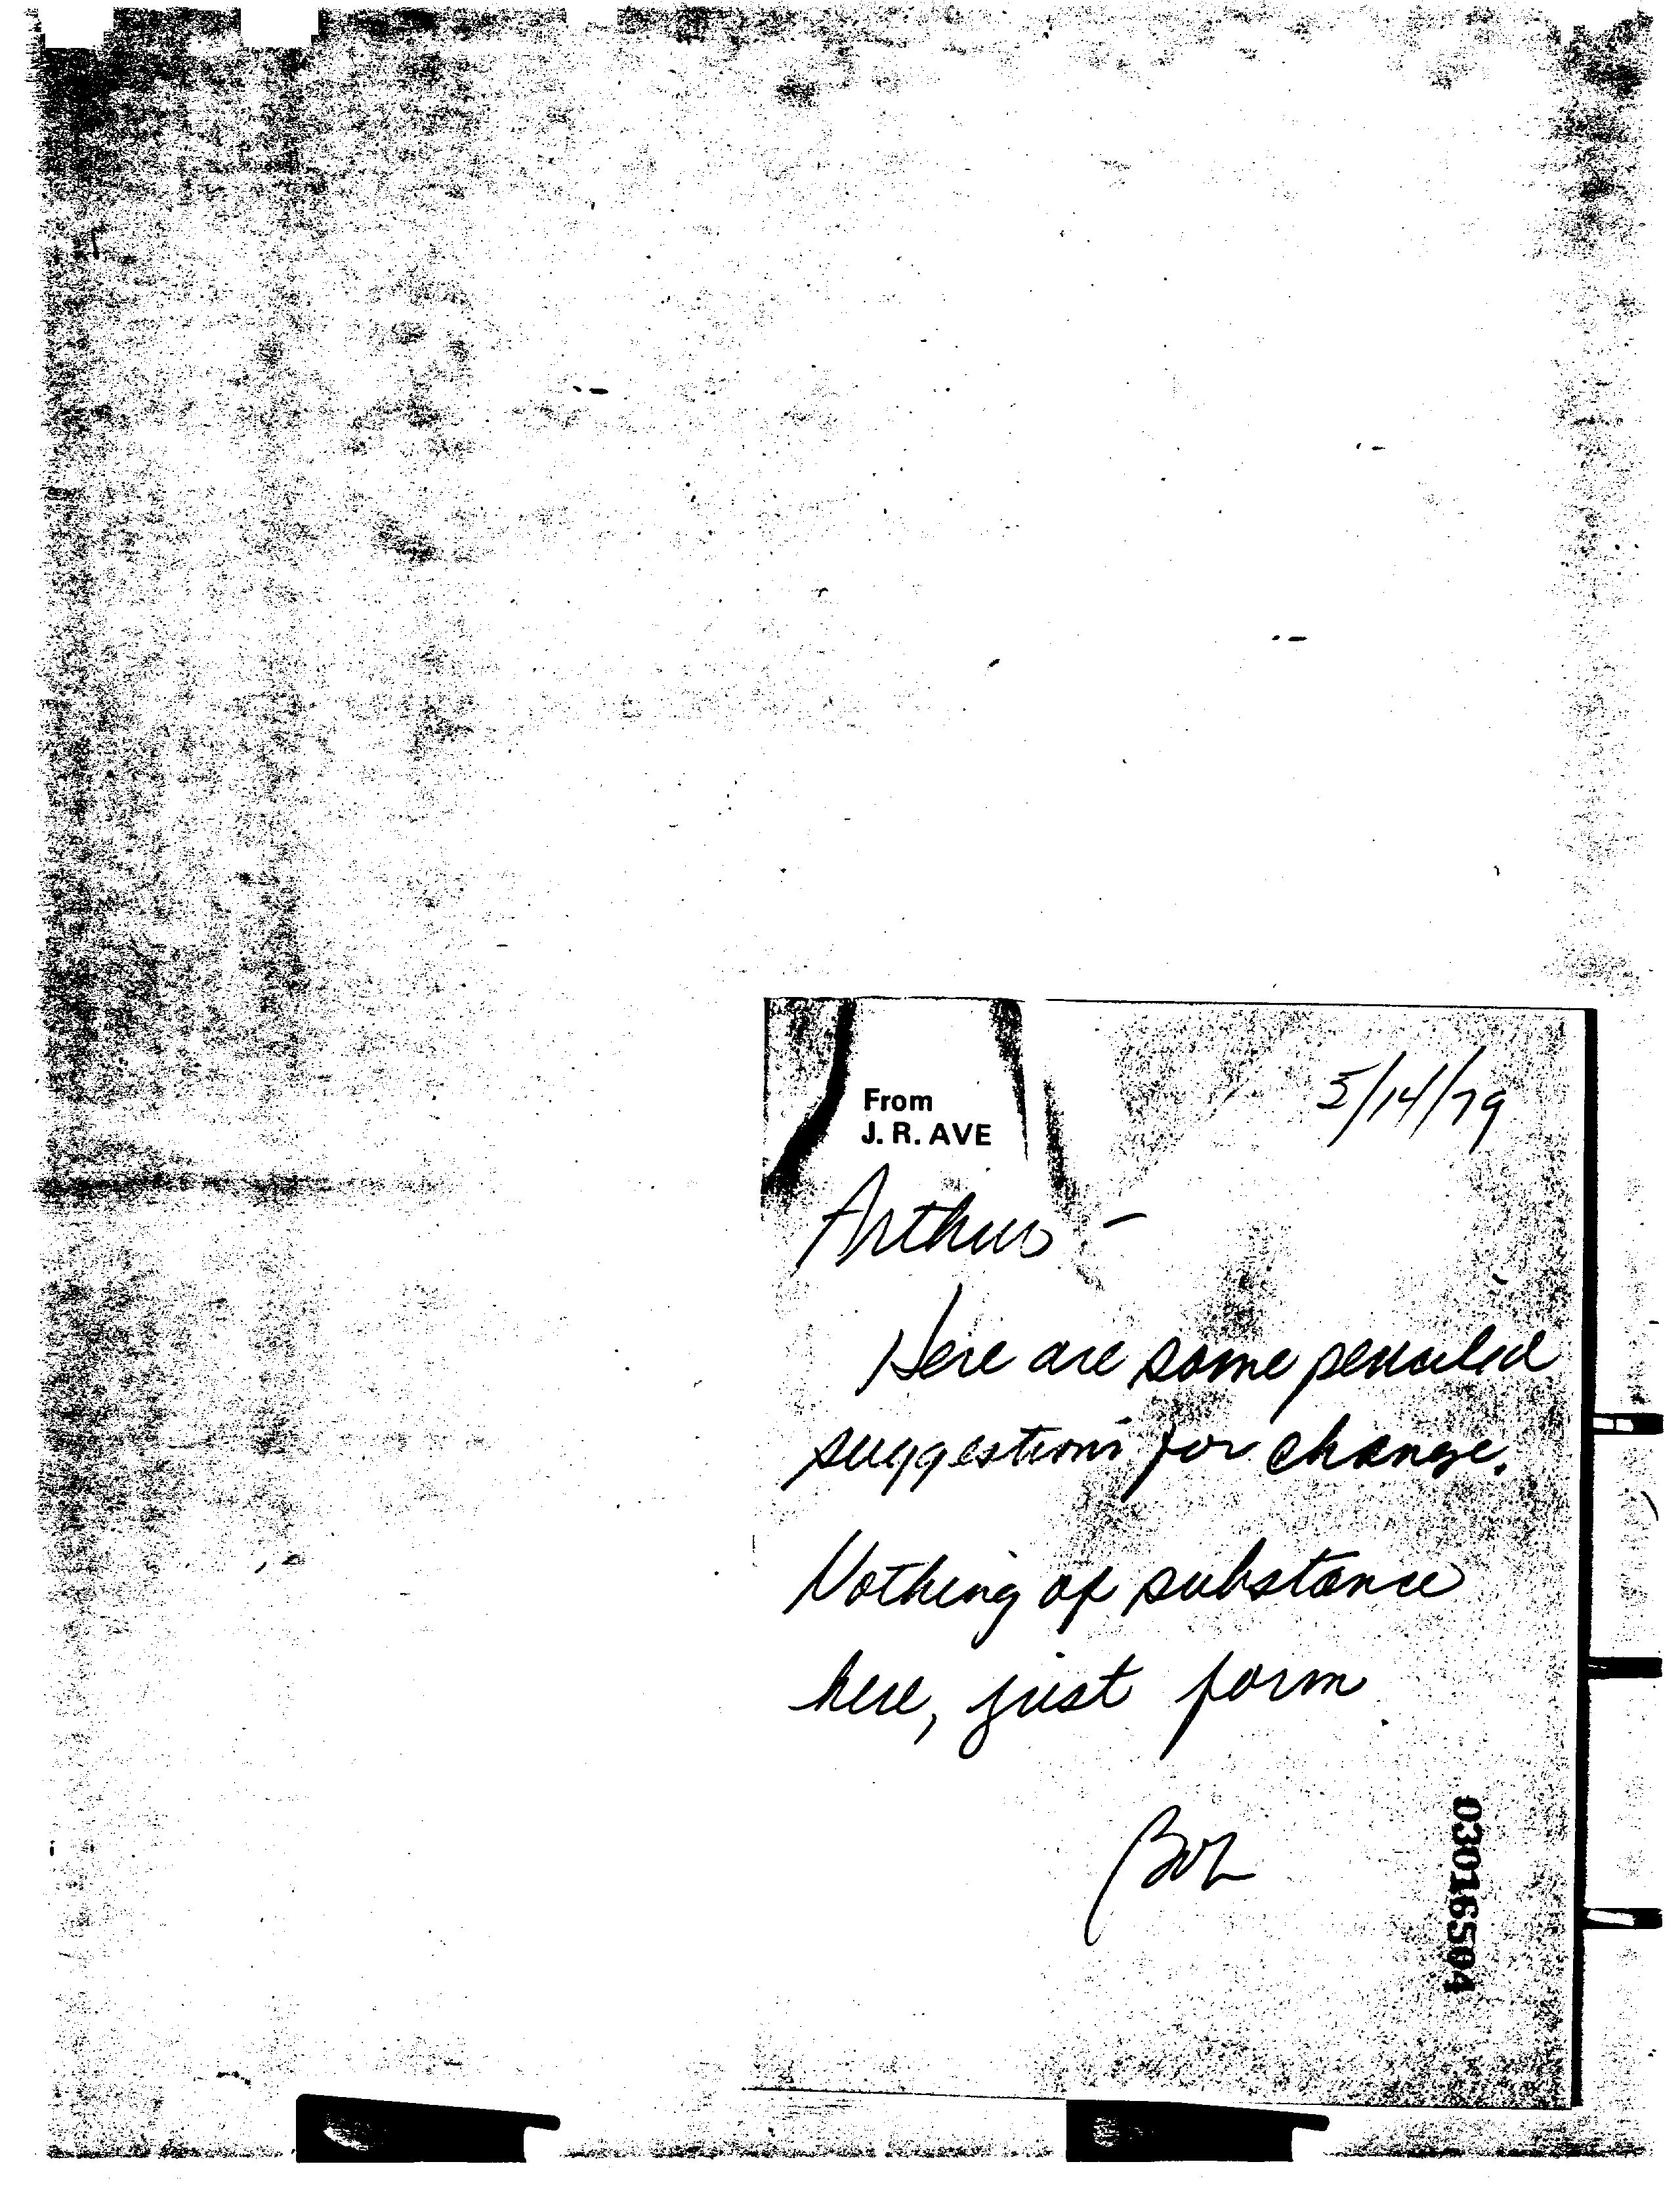 From
J. R. AVE
5/14/79
Arthur -
Here are some penciled
suggestions for change.
Nothing of substance
here, just form
Bob
03016504